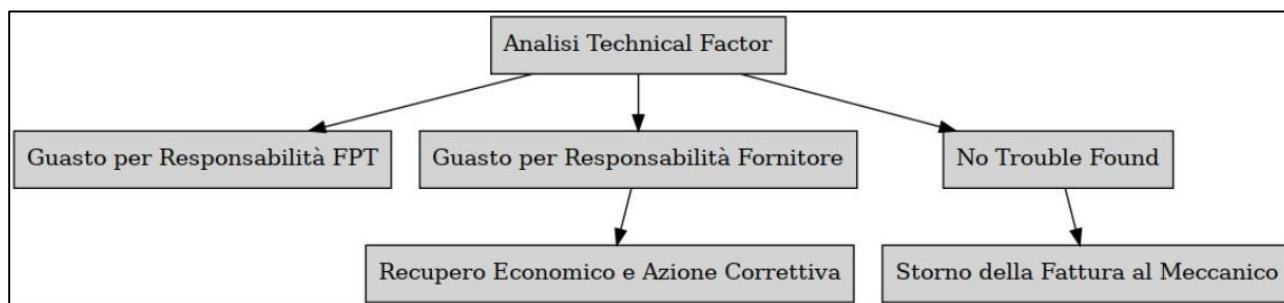 Analisi Technical Factor
Guasto per Responsabilità FPT
Guasto per Responsabilità Fornitore
No Trouble Found
Recupero Economico e Azione Correttiva
Storno della Fattura al Meccanico